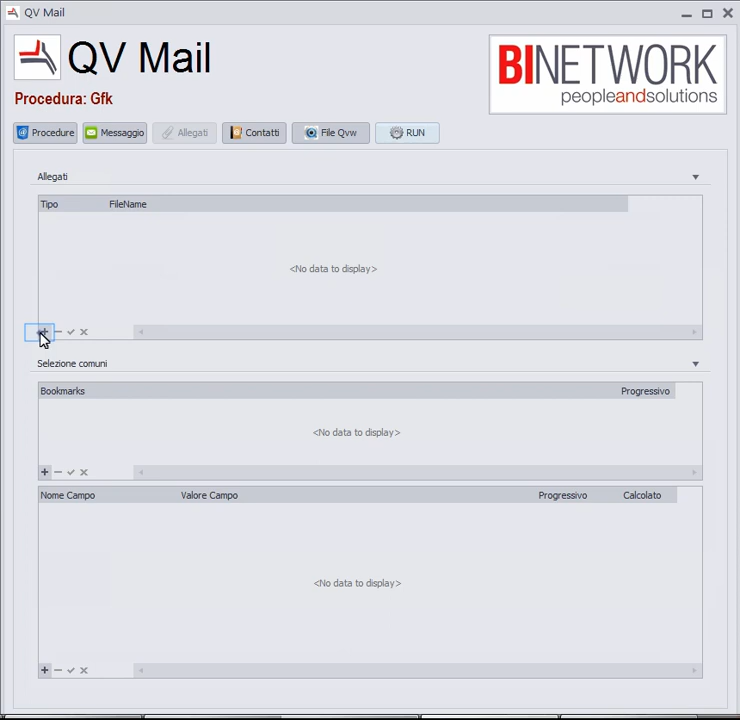 QV Mail
QV Mail
BINETWORK
peopleandsolutions
Procedura: Gfk
Procedure Messaggio Allegati Contatti File Qvw RUN
Allegati
Tipo FileName
<No data to display>
Selezione comuni
Bookmarks Progressivo
<No data to display>
Nome Campo Valore Campo Progressivo Calcolato
<No data to display>